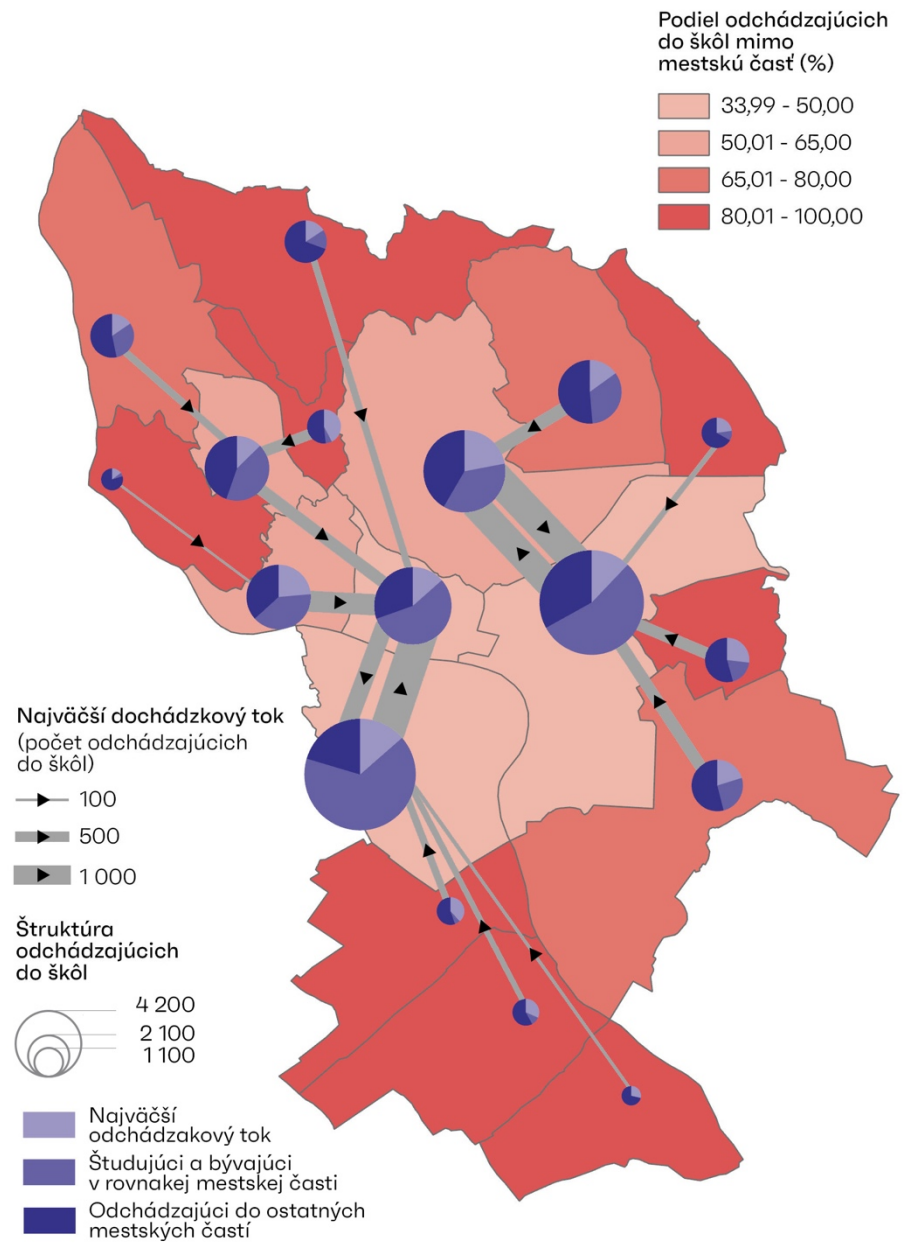 Podiel odchádzajúcich
do škôl mimo
mestskú časť (%)
33,99 - 50,00
50,01 - 65,00
65,01 - 80,00
80,01 - 100,00
Najväčší dochádzkový tok
(počet odchádzajúcich
do škôl)
100
500
1 000
Štruktúra
odchádzajúcich
do škôl
4 200
2 100
1 100
Najväčší
odchádzakový tok
Študujúci a bývajúci
v rovnakej mestskej časti
Odchádzajúci do ostatných
mestských častí